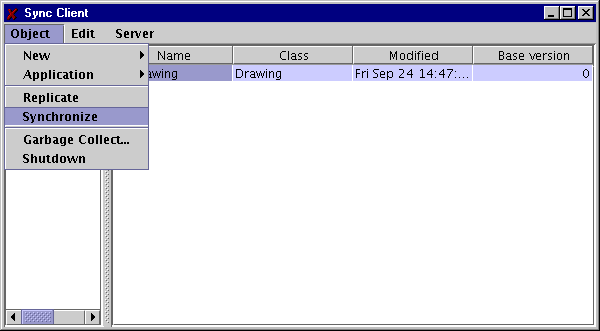 Sync Client
Object Edit Server
New
Application
Replicate
Synchronize
Garbage Collect...
Shutdown
Name Class Modified Base version
awing Drawing Fri Sep 24 14:47:... 0